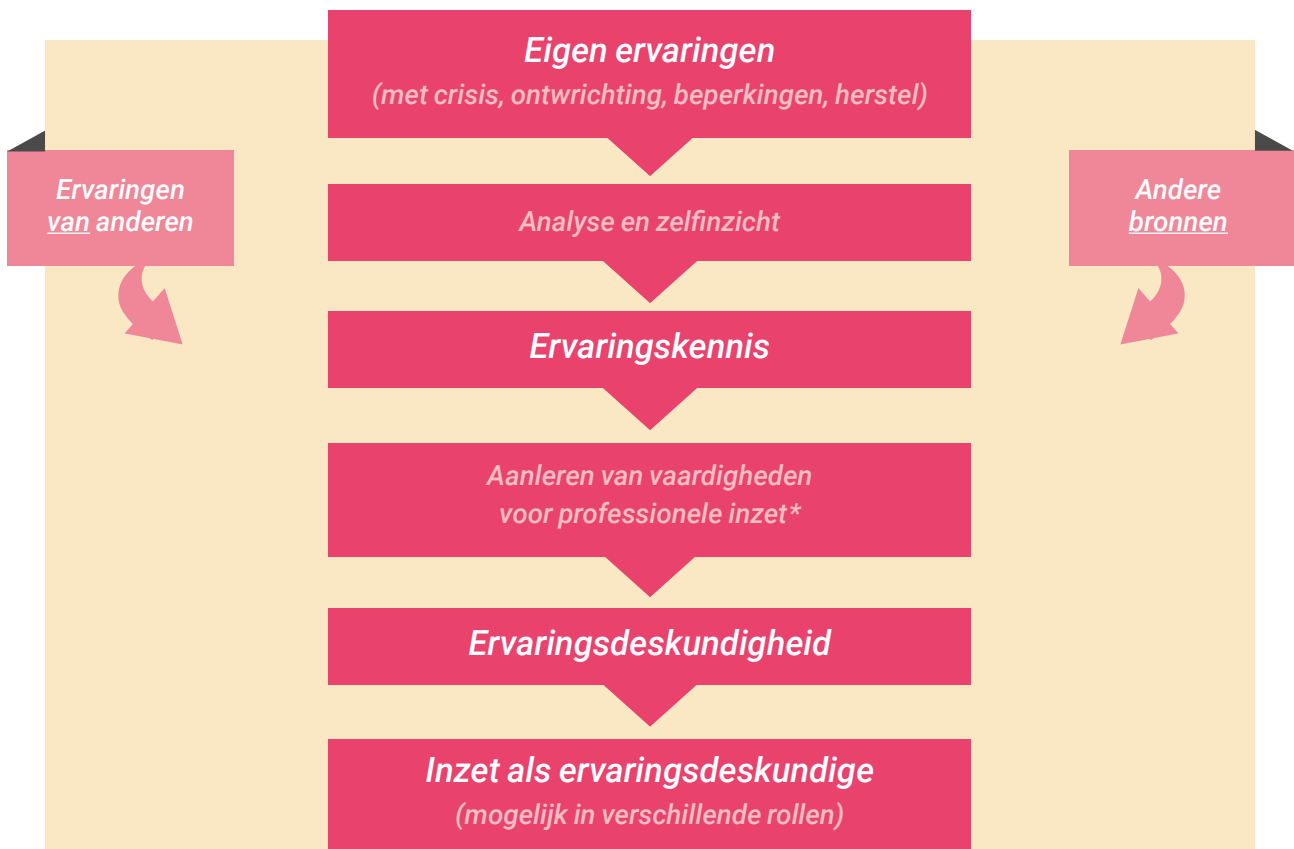 Eigen ervaringen
(met crisis, ontwrichting, beperkingen, herstel)
Ervaringen
van anderen
Andere
bronnen
Analyse en zelfinzicht
Ervaringskennis
Aanleren van vaardigheden
voor professionele inzet*
Ervaringsdeskundigheid
Inzet als ervaringsdeskundige
(mogelijk in verschillende rollen)